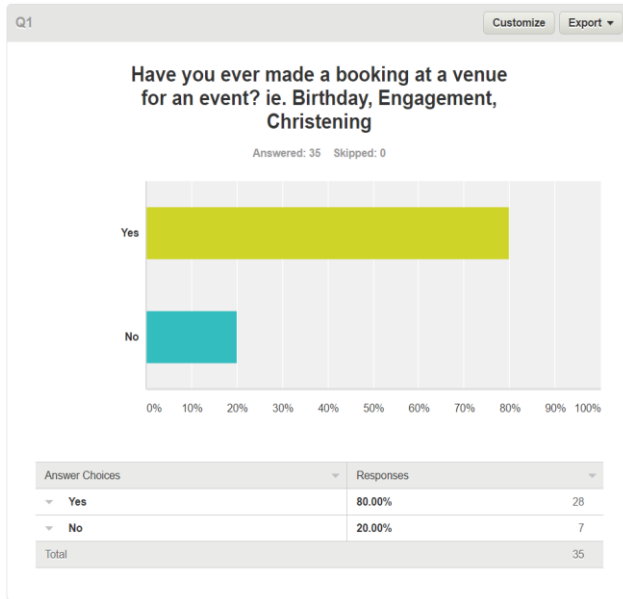 Q1
Customize
Export
Have you ever made a booking at a venue
for an event? ie. Birthday, Engagement,
Christening
Answered: 35 Skipped: 0
Yes
No
0% 10% 20% 30% 40% 50% 60% 70% 80% 90% 100%
Answer Choices Responses
Yes 80.00% 28
No 20.00% 7
Total 35